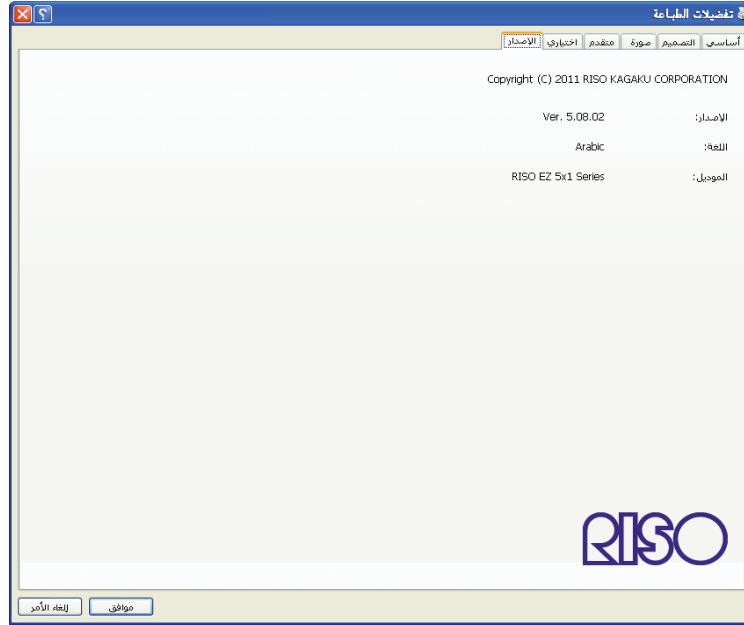 تفضيلات الطباعة
أساسي التصميم صورة متقدم اختياري الإصدار
Copyright (C) 2011 RISO KAGAKU CORPORATION
الإصدار: Ver. 5.08.02
اللغة: Arabic
الموديل: RISO EZ 5x1 Series
RISO
موافق إلغاء الأمر